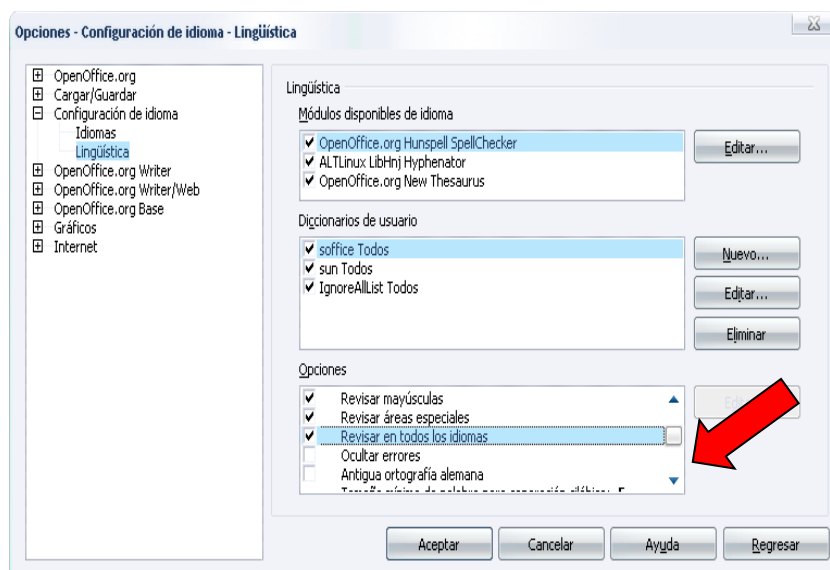 Opciones - Configuración de idioma - Lingüística
OpenOffice.org
Cargar/Guardar
Configuración de idioma
Idiomas
Lingüística
OpenOffice.org Writer
OpenOffice.org Writer/Web
OpenOffice.org Base
Gráficos
Internet
Lingüística
Módulos disponibles de idioma
OpenOffice.org Hunspell SpellChecker
ALTLinux LibHnj Hyphenator
OpenOffice.org New Thesaurus
Editar...
Diccionarios de usuario
soffice Todos
sun Todos
IgnoreAllList Todos
Nuevo...
Editar...
Eliminar
Opciones
Revisar mayúsculas
Revisar áreas especiales
Revisar en todos los idiomas
Ocultar errores
Antigua ortografía alemana
Aceptar
Cancelar
Ayuda
Regresar